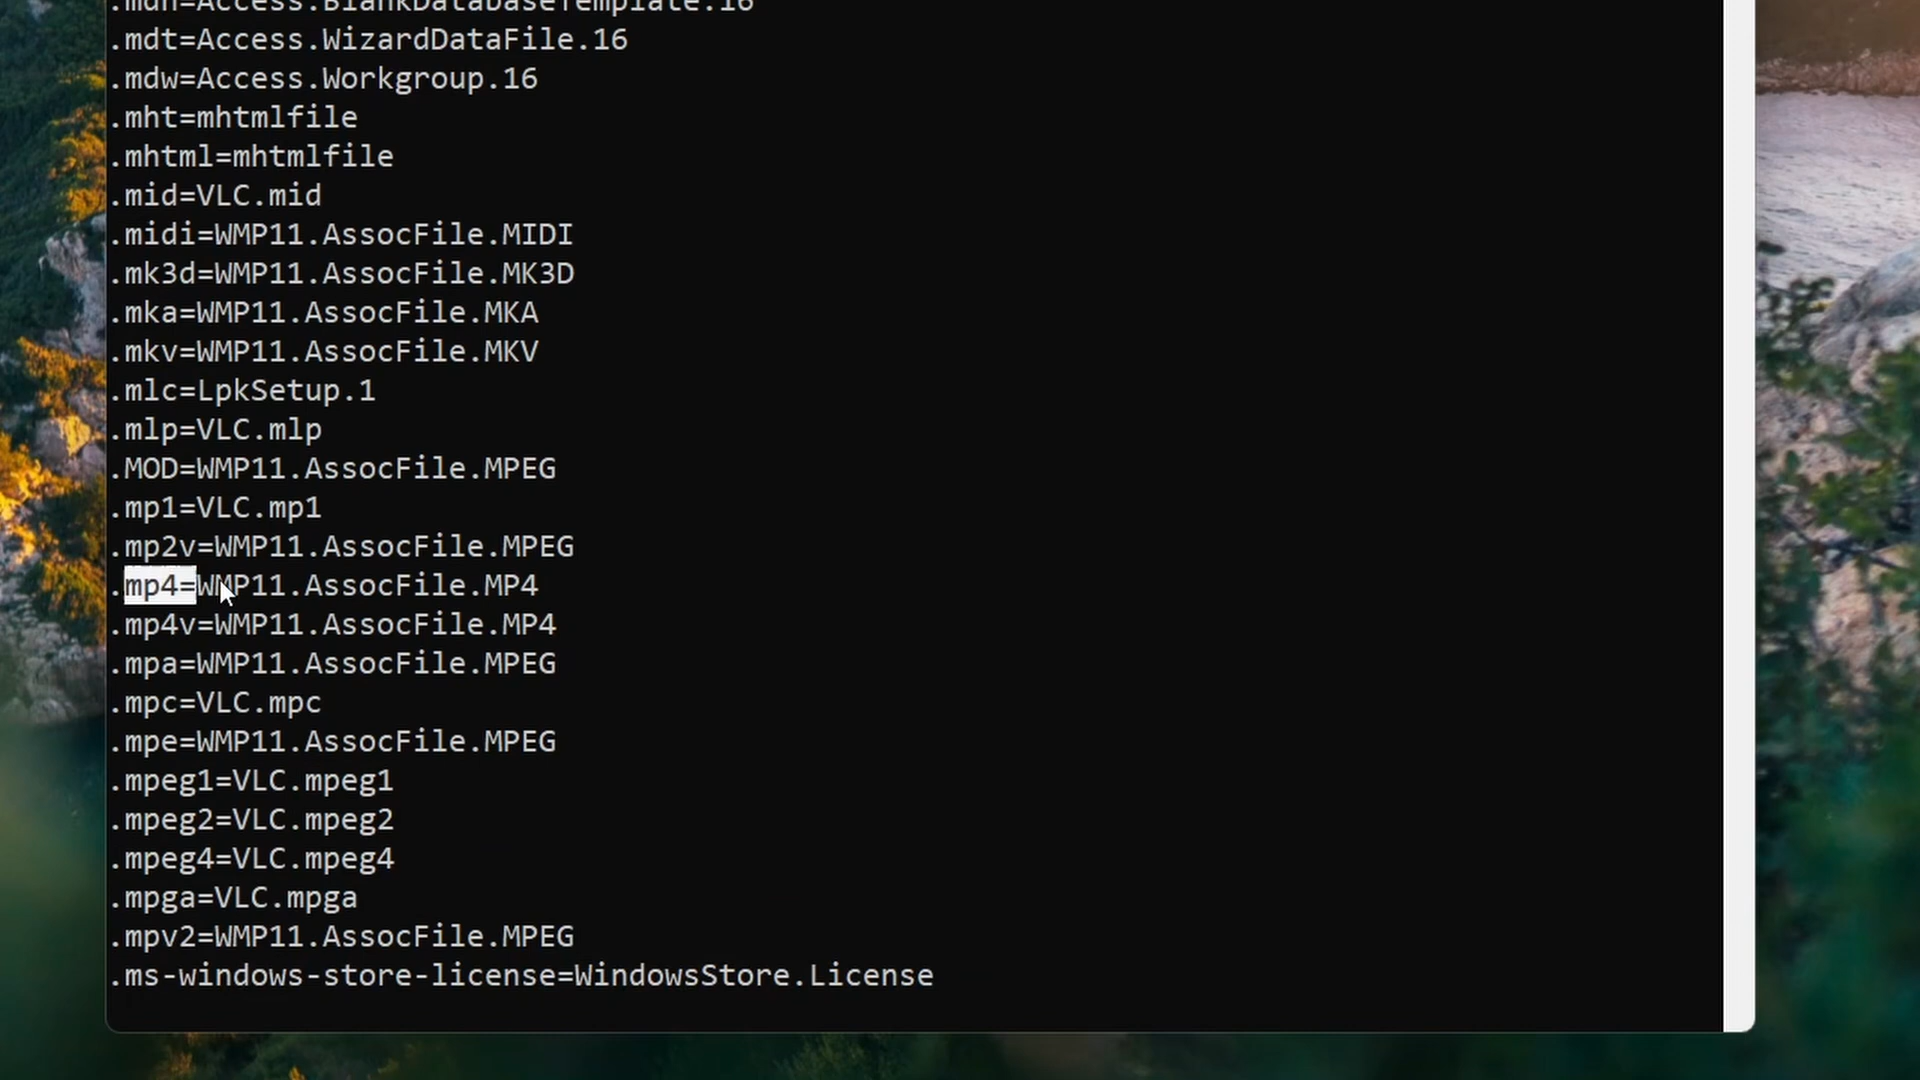 .mdn=Access.BlankDatabaseTemplate.16
.mdt=Access.WizardDataFile.16
.mdw=Access.Workgroup.16
.mht=mhtmlfile
.mhtml=mhtmlfile
.mid=VLC.mid
.midi=WMP11.AssocFile.MIDI
.mk3d=WMP11.AssocFile.MK3D
.mka=WMP11.AssocFile.MKA
.mkv=WMP11.AssocFile.MKV
.mlc=LpkSetup.1
.mlp=VLC.mlp
.MOD=WMP11.AssocFile.MPEG
.mp1=VLC.mp1
.mp2v=WMP11.AssocFile.MPEG
.mp4=WMP11.AssocFile.MP4
.mp4v=WMP11.AssocFile.MP4
.mpa=WMP11.AssocFile.MPEG
.mpc=VLC.mpc
.mpe=WMP11.AssocFile.MPEG
.mpeg1=VLC.mpeg1
.mpeg2=VLC.mpeg2
.mpeg4=VLC.mpeg4
.mpga=VLC.mpga
.mpv2=WMP11.AssocFile.MPEG
.ms-windows-store-license=WindowsStore.License